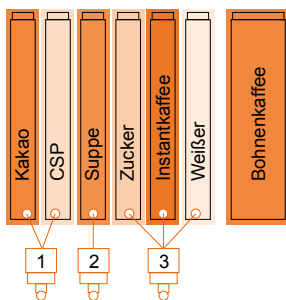 Kakao
CSP
Suppe
Zucker
Instantkaffee
Weißer
Bohnenkaffee
1
2
3